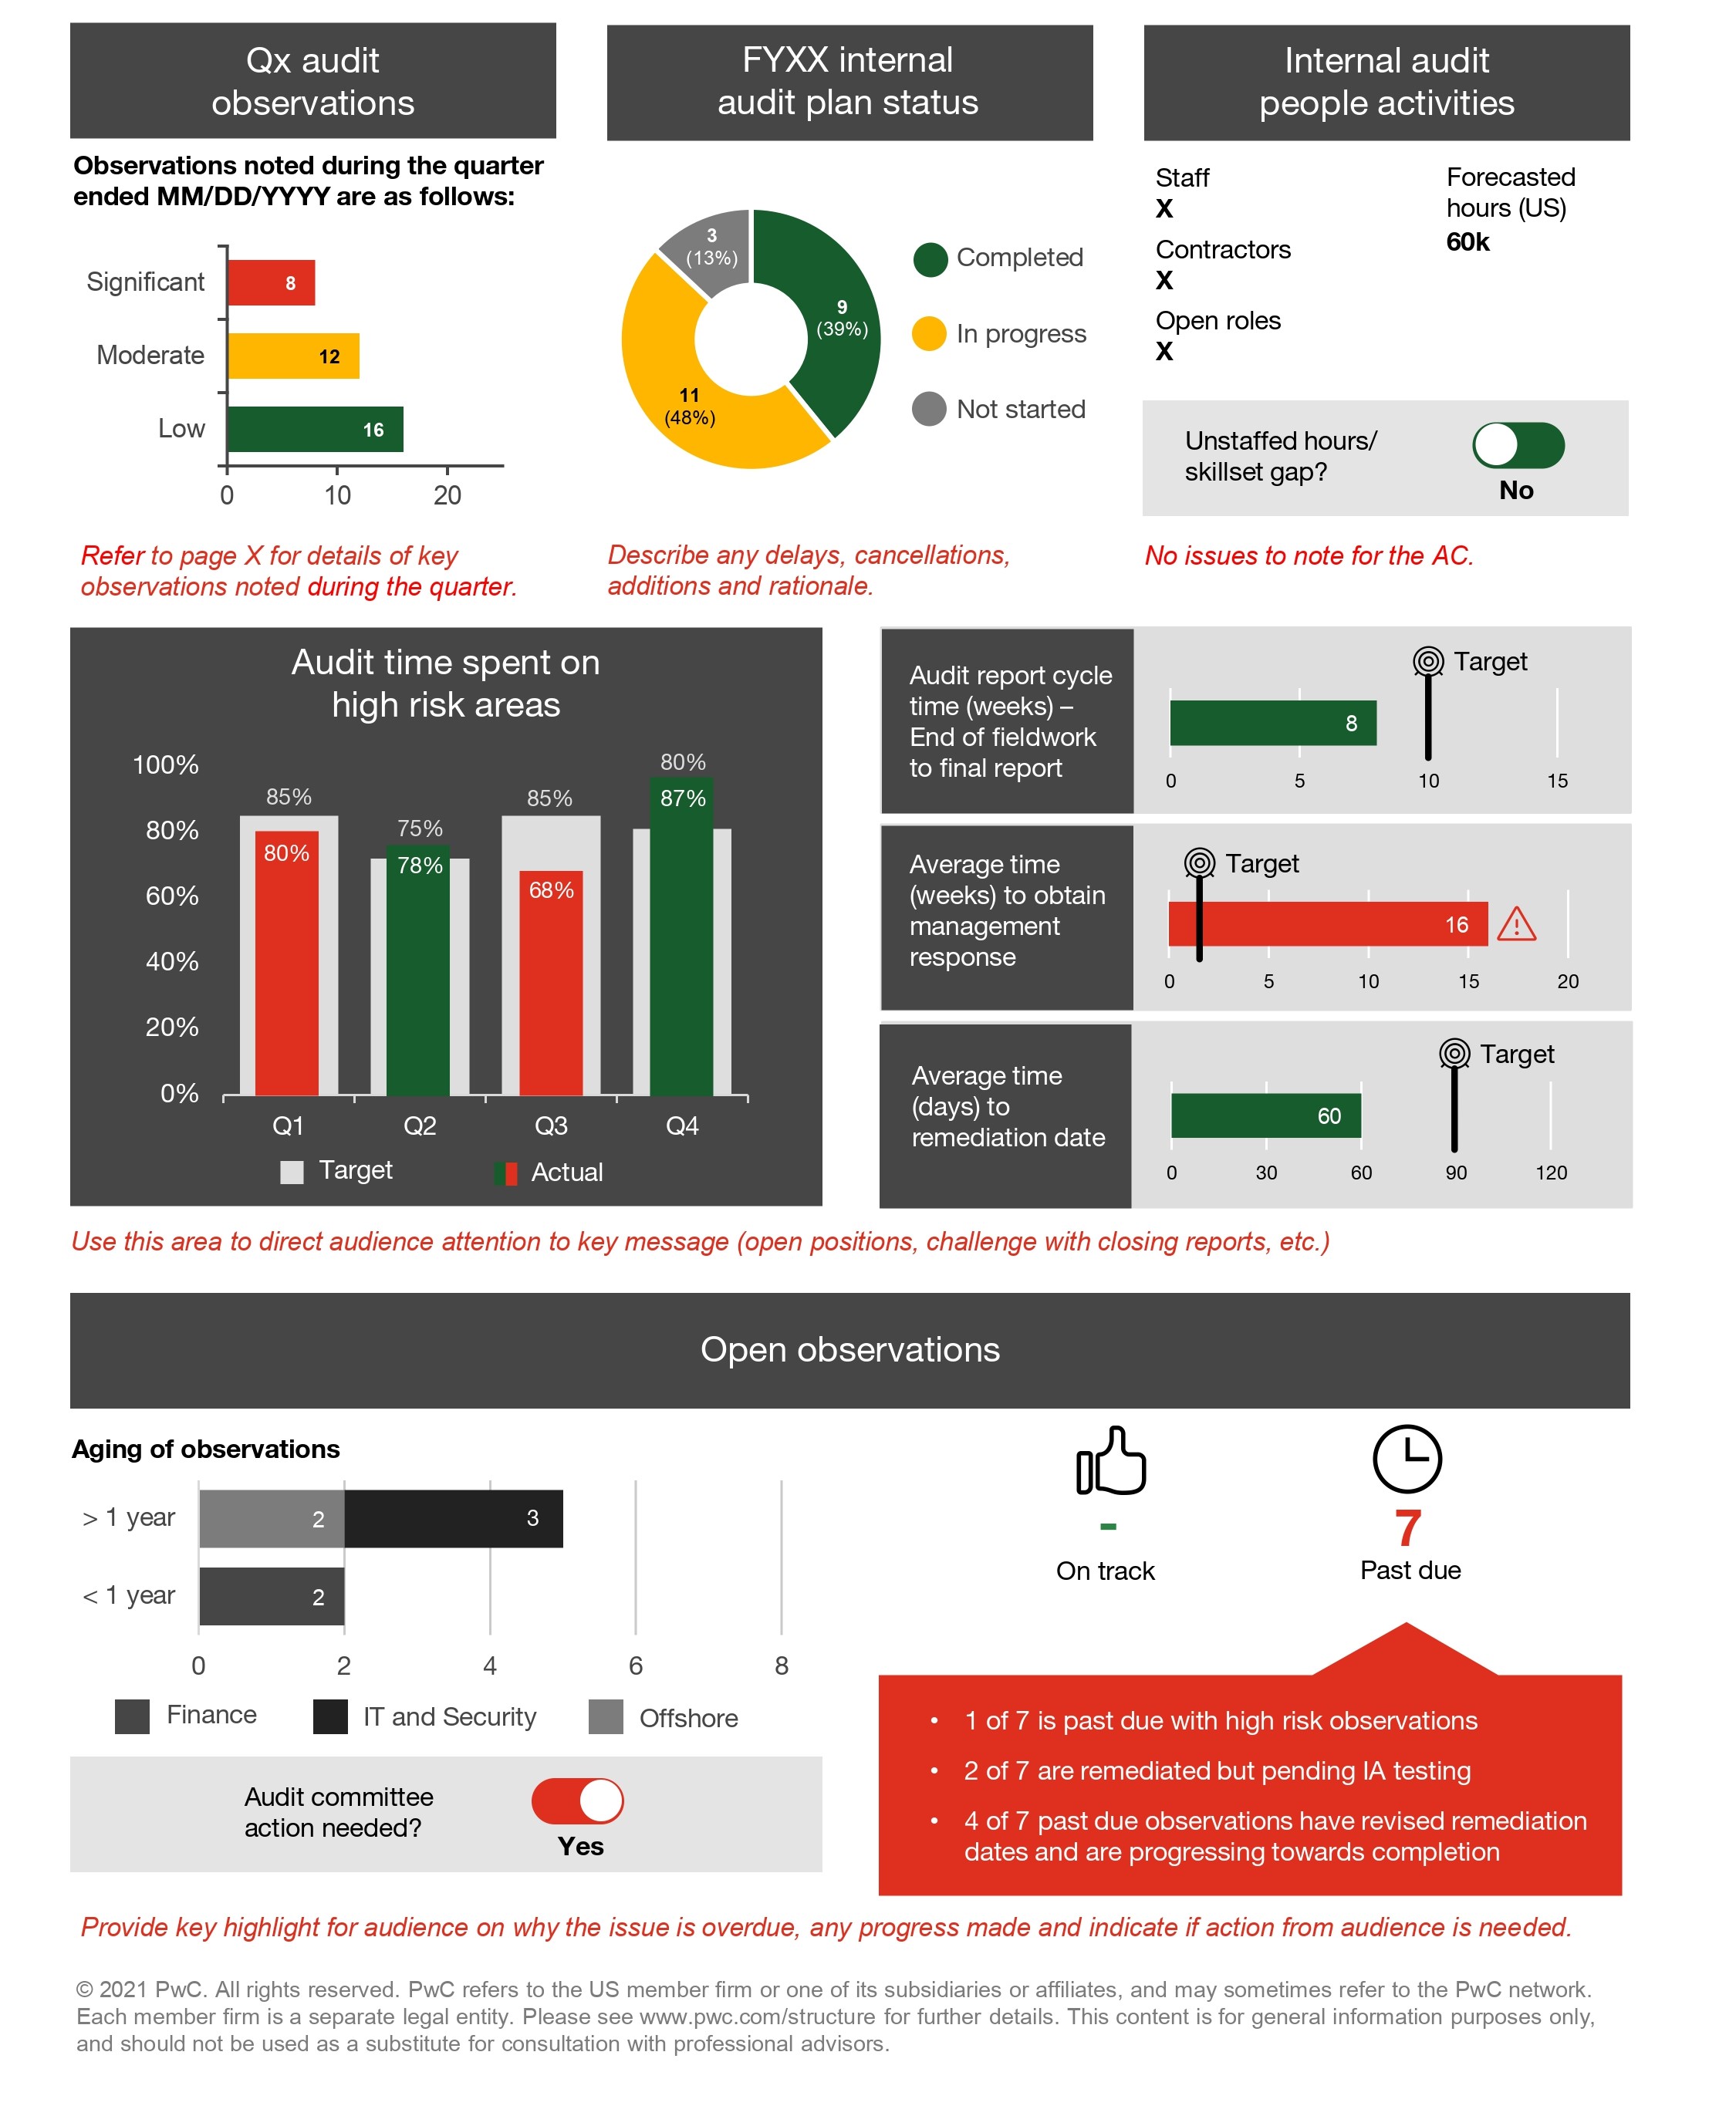 Qx audit
observations
Observations noted during the quarter
ended MM/DD/YYYY are as follows:
Significant
8
Moderate
12
Low
16
0 10 20
Refer to page X for details of key
observations noted during the quarter.
FYXX internal
audit plan status
3
(13%)
9
(39%)
11
(48%)
Completed
In progress
Not started
Describe any delays, cancellations,
additions and rationale.
Internal audit
people activities
Staff
X
Contractors
X
Open roles
X
Forecasted
hours (US)
60k
Unstaffed hours/
skillset gap?
No
No issues to note for the AC.
Audit time spent on
high risk areas
100%
80%
60%
40%
20%
0%
85%
80%
75%
78%
85%
68%
80%
87%
Q1 Q2 Q3 Q4
Target Actual
Audit report cycle
time (weeks) –
End of fieldwork
to final report
Target
8
0 5 10 15
Average time
(weeks) to obtain
management
response
Target
16
0 5 10 15 20
Average time
(days) to
remediation date
Target
60
0 30 60 90 120
Use this area to direct audience attention to key message (open positions, challenge with closing reports, etc.)
Open observations
Aging of observations
> 1 year
2 3
< 1 year
2
0 2 4 6 8
Finance IT and Security Offshore
Audit committee
action needed?
Yes
-
On track
7
Past due
• 1 of 7 is past due with high risk observations
• 2 of 7 are remediated but pending IA testing
• 4 of 7 past due observations have revised remediation
dates and are progressing towards completion
Provide key highlight for audience on why the issue is overdue, any progress made and indicate if action from audience is needed.
© 2021 PwC. All rights reserved. PwC refers to the US member firm or one of its subsidiaries or affiliates, and may sometimes refer to the PwC network.
Each member firm is a separate legal entity. Please see www.pwc.com/structure for further details. This content is for general information purposes only,
and should not be used as a substitute for consultation with professional advisors.